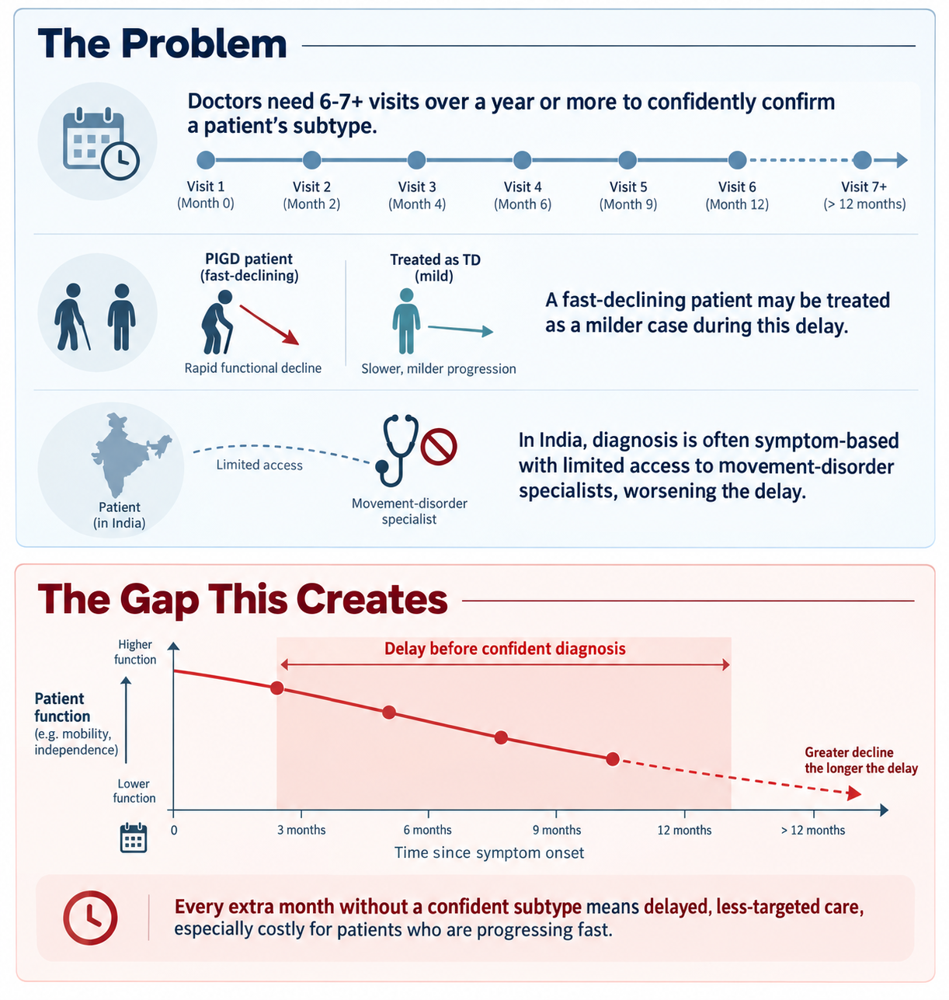 The Problem
Doctors need 6-7+ visits over a year or more to confidently confirm
a patient's subtype.
Visit 1
(Month 0)
Visit 2
(Month 2)
Visit 3
(Month 4)
Visit 4
(Month 6)
Visit 5
(Month 9)
Visit 6
(Month 12)
Visit 7+
(> 12 months)
PIGD patient
(fast-declining)
Rapid functional decline
Treated as TD
(mild)
Slower, milder progression
A fast-declining patient may be treated
as a milder case during this delay.
Patient
(in India)
Limited access
Movement-disorder
specialist
In India, diagnosis is often symptom-based
with limited access to movement-disorder
specialists, worsening the delay.
The Gap This Creates
Higher
function
Patient
function
(e.g. mobility,
independence)
Lower
function
Delay before confident diagnosis
Greater decline
the longer the delay
0
3 months
6 months
9 months
12 months
> 12 months
Time since symptom onset
Every extra month without a confident subtype means delayed, less-targeted care,
especially costly for patients who are progressing fast.